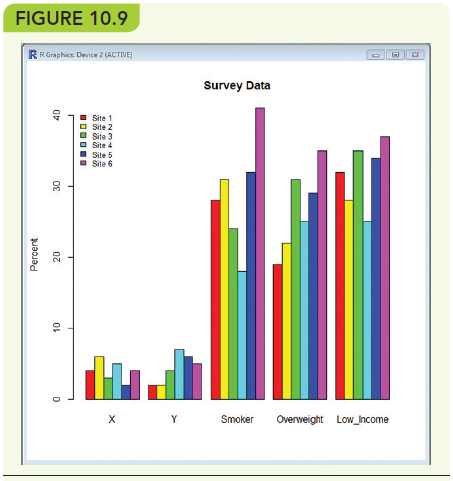 FIGURE 10.9
R R Graphics: Device 2 (ACTIVE)
Survey Data
Site 1
Site 2
Site 3
Site 4
Site 5
Site 6
40
30
20
10
0
Percent
X Y Smoker Overweight Low_Income